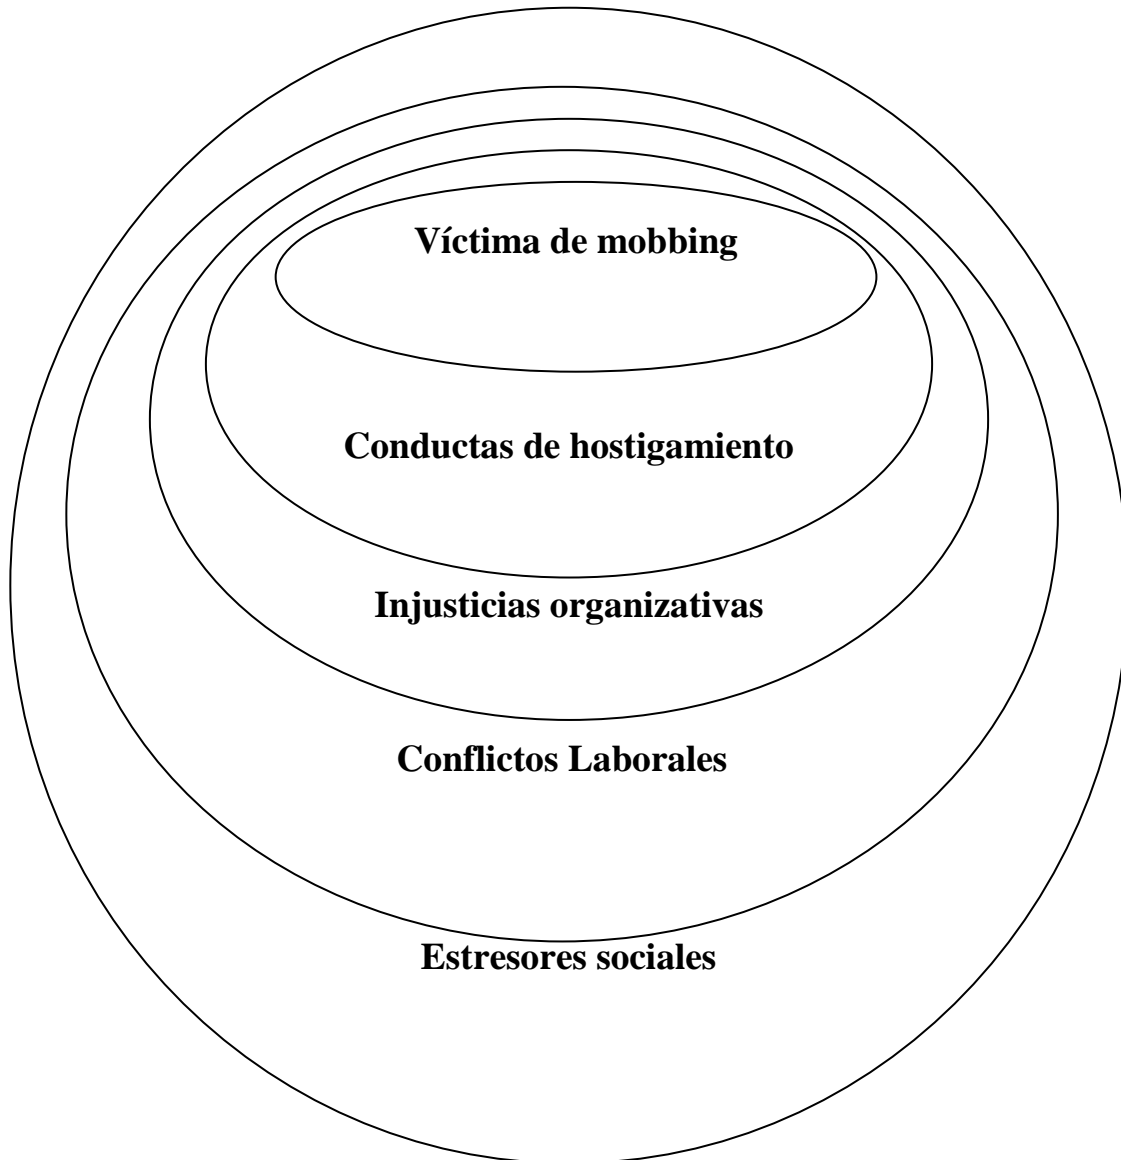 Víctima de mobbing
Conductas de hostigamiento
Injusticias organizativas
Conflictos Laborales
Estresores sociales